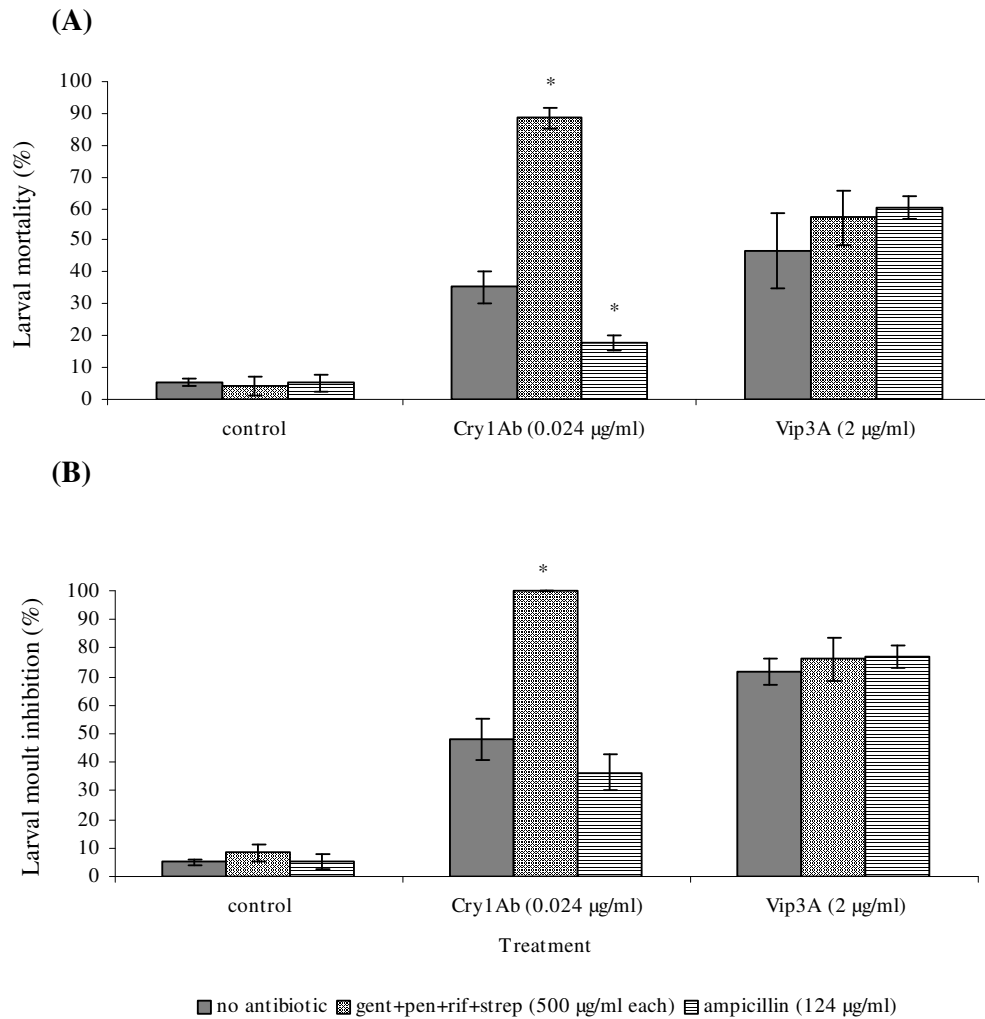 (A)
*
*
Larval mortality (%)
100
90
80
70
60
50
40
30
20
10
0
control
Cry1Ab (0.024 µg/ml)
Vip3A (2 µg/ml)
(B)
*
Larval moult inhibition (%)
100
90
80
70
60
50
40
30
20
10
0
control
Cry1Ab (0.024 µg/ml)
Vip3A (2 µg/ml)
Treatment
no antibiotic
gent+pen+rif+strep (500 µg/ml each)
ampicillin (124 µg/ml)